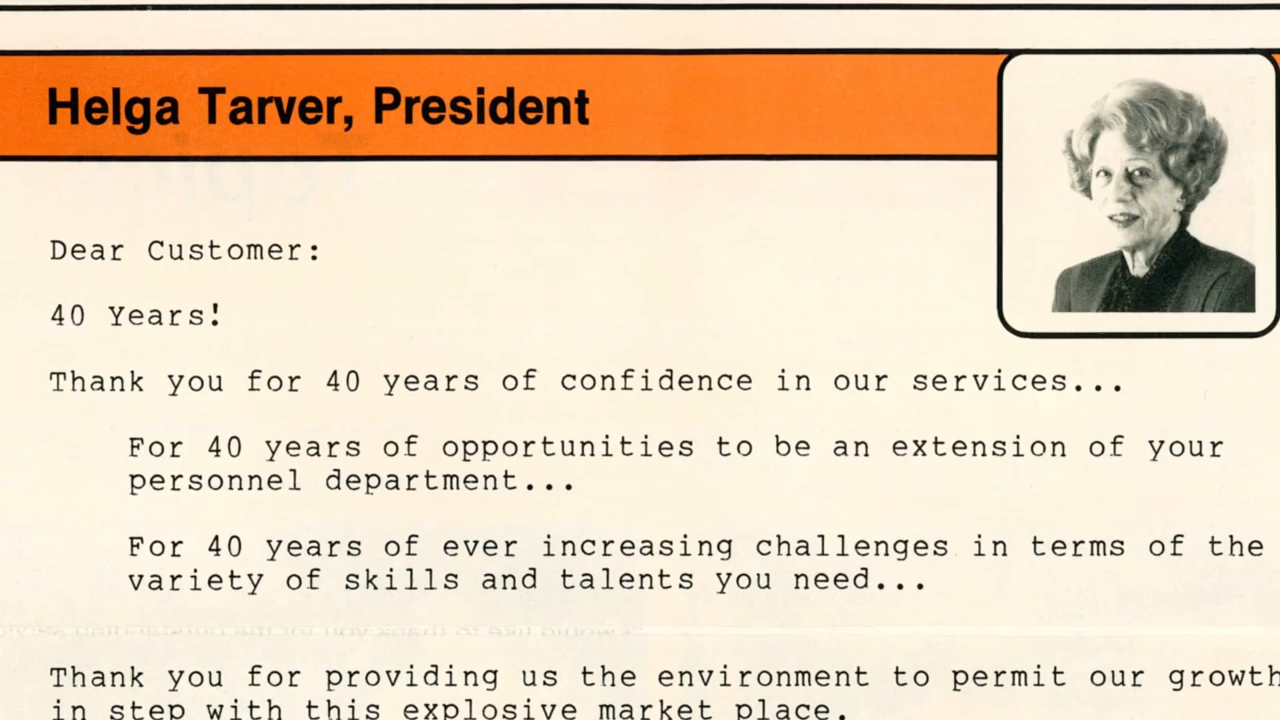 Helga Tarver, President
Dear Customer:
40 Years!
Thank you for 40 years of confidence in our services...
For 40 years of opportunities to be an extension of your
personnel department...
For 40 years of ever increasing challenges in terms of the
variety of skills and talents you need...
Thank you for providing us the environment to permit our growth
in step with this explosive market place.